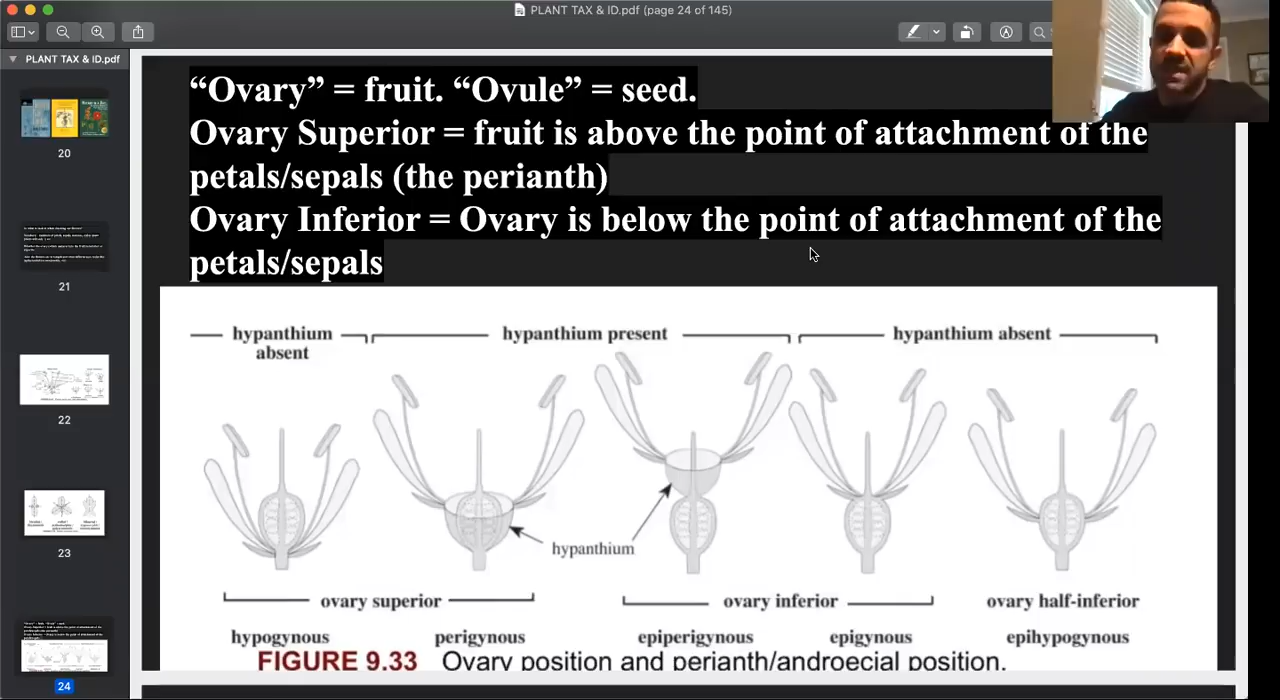 PLANT TAX & ID.pdf (page 24 of 145)
PLANT TAX & ID.pdf
20
21
22
23
24
“Ovary” = fruit. “Ovule” = seed.
Ovary Superior = fruit is above the point of attachment of the
petals/sepals (the perianth)
Ovary Inferior = Ovary is below the point of attachment of the
petals/sepals
hypanthium absent
hypanthium present
hypanthium absent
hypanthium
ovary superior
ovary inferior
ovary half-inferior
hypogynous
perigynous
epiperigynous
epigynous
epihypogynous
FIGURE 9.33 Ovary position and perianth/androecial position.